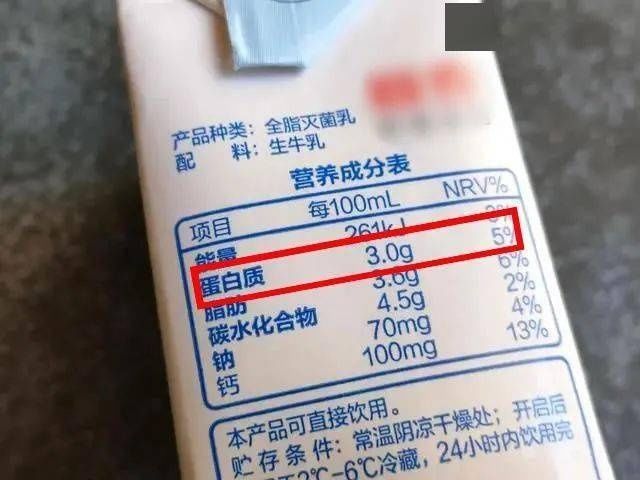 产品种类：全脂灭菌乳
配 料：生牛乳
营养成分表
项目 每100mL NRV%
能量 261kJ 3%
蛋白质 3.0g 5%
脂肪 3.6g 6%
碳水化合物 4.5g 2%
钠 70mg 4%
钙 100mg 13%
本产品可直接饮用。
贮存条件：常温阴凉干燥处；开启后
2℃-6℃冷藏，24小时内饮用完